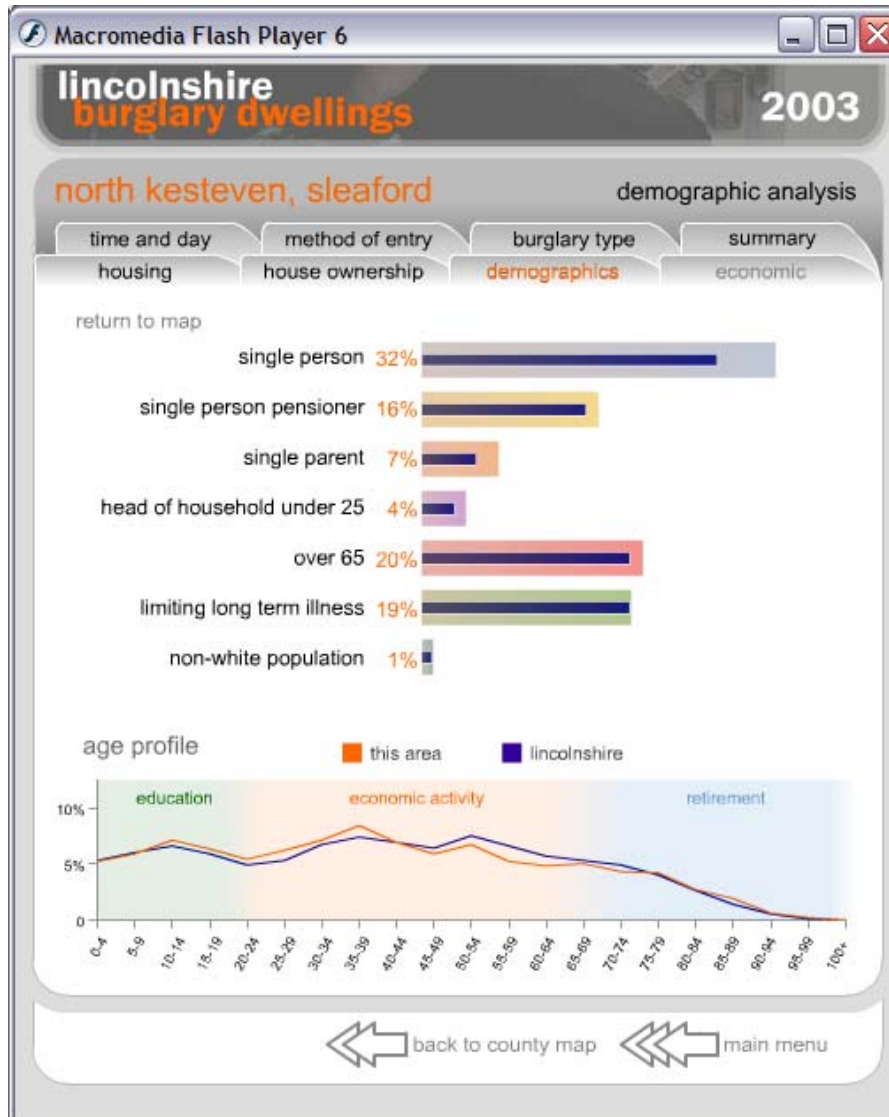 Macromedia Flash Player 6
lincolnshire
burglary dwellings
2003
north kesteven, sleaford
demographic analysis
time and day
method of entry
burglary type
summary
housing
house ownership
demographics
economic
return to map
single person 32%
single person pensioner 16%
single parent 7%
head of household under 25 4%
over 65 20%
limiting long term illness 19%
non-white population 1%
age profile
this area
lincolnshire
education
economic activity
retirement
10%
5%
0
0-4
5-9
10-14
15-19
20-24
25-29
30-34
35-39
40-44
45-49
50-54
55-59
60-64
65-69
70-74
75-79
80-84
85-89
90-94
95-99
100+
back to county map
main menu